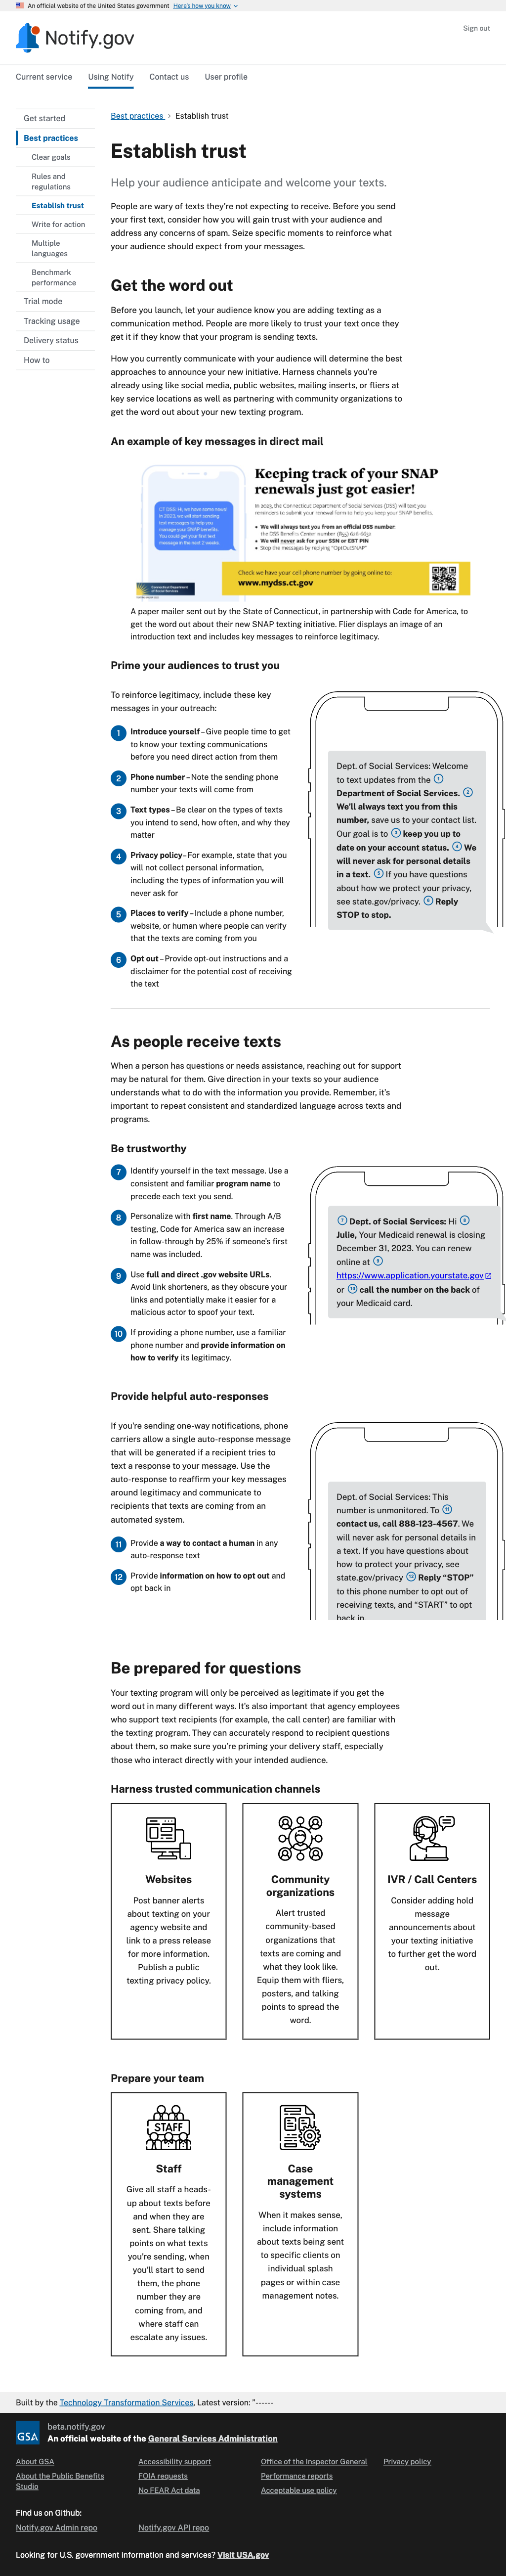 An official website of the United States government Here's how you know
Notify.gov
Sign out
Current service Using Notify Contact us User profile
Get started
Best practices
Clear goals
Rules and
regulations
Establish trust
Write for action
Multiple
languages
Benchmark
performance
Trial mode
Tracking usage
Delivery status
How to
Best practices > Establish trust
Establish trust
Help your audience anticipate and welcome your texts.
People are wary of texts they're not expecting to receive. Before you send
your first text, consider how you will gain trust with your audience and
address any concerns of spam. Seize specific moments to reinforce what
your audience should expect from your messages.
Get the word out
Before you launch, let your audience know you are adding texting as a
communication method. People are more likely to trust your text once they
get it if they know that your program is sending texts.
How you currently communicate with your audience will determine the best
approaches to announce your new initiative. Harness channels you're
already using like social media, public websites, mailing inserts, or fliers at
key service locations as well as partnering with community organizations to
get the word out about your new texting program.
An example of key messages in direct mail
Keeping track of your SNAP
renewals just got easier!
In 2023, the Connecticut Department of Social Services (DSS) will text you
reminders to submit your renewal form so you can keep your SNAP benefits.
We will always text you from an official DSS number.
We will never ask for your SSN or EBT PIN
Stop the messages by replying "OptOutSNAP"
CT DSS: Hi
2023, we will start sending
text messages to help you
manage your SNAP benefits.
You could get your first text
message in the next 2 weeks.
Connecticut Department
of Social Services
Check we have your cell phone number by going online to:
www.mydss.ct.gov
A paper mailer sent out by the State of Connecticut, in partnership with Code for America, to
get the word out about their new SNAP texting initiative. Flier displays an image of an
introduction text and includes key messages to reinforce legitimacy.
Prime your audiences to trust you
To reinforce legitimacy, include these key
messages in your outreach:
1 Introduce yourself – Give people time to get
to know your texting communications
before you need direct action from them
2 Phone number – Note the sending phone
number your texts will come from
3 Text types – Be clear on the types of texts
you intend to send, how often, and why they
matter
4 Privacy policy– For example, state that you
will not collect personal information,
including the types of information you will
never ask for
5 Places to verify – Include a phone number,
website, or human where people can verify
that the texts are coming from you
6 Opt out – Provide opt-out instructions and a
disclaimer for the potential cost of receiving
the text
Dept. of Social Services: Welcome
to text updates from the 1
Department of Social Services. 2
We'll always text you from this
number, save us to your contact list.
Our goal is to 3 keep you up to
date on your account status. 4 We
will never ask for personal details
in a text. 5 If you have questions
about how we protect your privacy,
see state.gov/privacy. 6 Reply
STOP to stop.
As people receive texts
When a person has questions or needs assistance, reaching out for support
may be natural for them. Give direction in your texts so your audience
understands what to do with the information you provide. Remember, it's
important to repeat consistent and standardized language across texts and
programs.
Be trustworthy
7 Identify yourself in the text message. Use a
consistent and familiar program name to
precede each text you send.
8 Personalize with first name. Through A/B
testing, Code for America saw an increase
in follow-through by 25% if someone's first
name was included.
9 Use full and direct .gov website URLs.
Avoid link shorteners, as they obscure your
links and potentially make it easier for a
malicious actor to spoof your text.
10 If providing a phone number, use a familiar
phone number and provide information on
how to verify its legitimacy.
7 Dept. of Social Services: Hi 8
Julie, Your Medicaid renewal is closing
December 31, 2023. You can renew
online at 9
https://www.application.yourstate.gov
or 10 call the number on the back of
your Medicaid card.
Provide helpful auto-responses
If you're sending one-way notifications, phone
carriers allow a single auto-response message
that will be generated if a recipient tries to
text a response to your message. Use the
auto-response to reaffirm your key messages
around legitimacy and communicate to
recipients that texts are coming from an
automated system.
11 Provide a way to contact a human in any
auto-response text
12 Provide information on how to opt out and
opt back in
Dept. of Social Services: This
number is unmonitored. To 11
contact us, call 888-123-4567. We
will never ask for personal details in
a text. If you have questions about
how to protect your privacy, see
state.gov/privacy 12 Reply “STOP”
to this phone number to opt out of
receiving texts, and “START” to opt
back in
Be prepared for questions
Your texting program will only be perceived as legitimate if you get the
word out in many different ways. It's also important that agency employees
who support text recipients (for example, the call center) are familiar with
the texting program. They can accurately respond to recipient questions
about them, so make sure you're priming your delivery staff, especially
those who interact directly with your intended audience.
Harness trusted communication channels
Websites
Post banner alerts
about texting on your
agency website and
link to a press release
for more information.
Publish a public
texting privacy policy.
Community
organizations
Alert trusted
community-based
organizations that
texts are coming and
what they look like.
Equip them with fliers,
posters, and talking
points to spread the
word.
IVR / Call Centers
Consider adding hold
message
announcements about
your texting initiative
to further get the word
out.
Prepare your team
STAFF
Staff
Give all staff a heads-
up about texts before
and when they are
sent. Share talking
points on what texts
you're sending, when
you'll start to send
them, the phone
number they are
coming from, and
where staff can
escalate any issues.
Case
management
systems
When it makes sense,
include information
about texts being sent
to specific clients on
individual splash
pages or within case
management notes.
Built by the Technology Transformation Services, Latest version: "------
GSA
beta.notify.gov
An official website of the General Services Administration
About GSA
About the Public Benefits
Studio
Accessibility support
FOIA requests
No FEAR Act data
Office of the Inspector General
Performance reports
Acceptable use policy
Privacy policy
Find us on Github:
Notify.gov Admin repo Notify.gov API repo
Looking for U.S. government information and services? Visit USA.gov